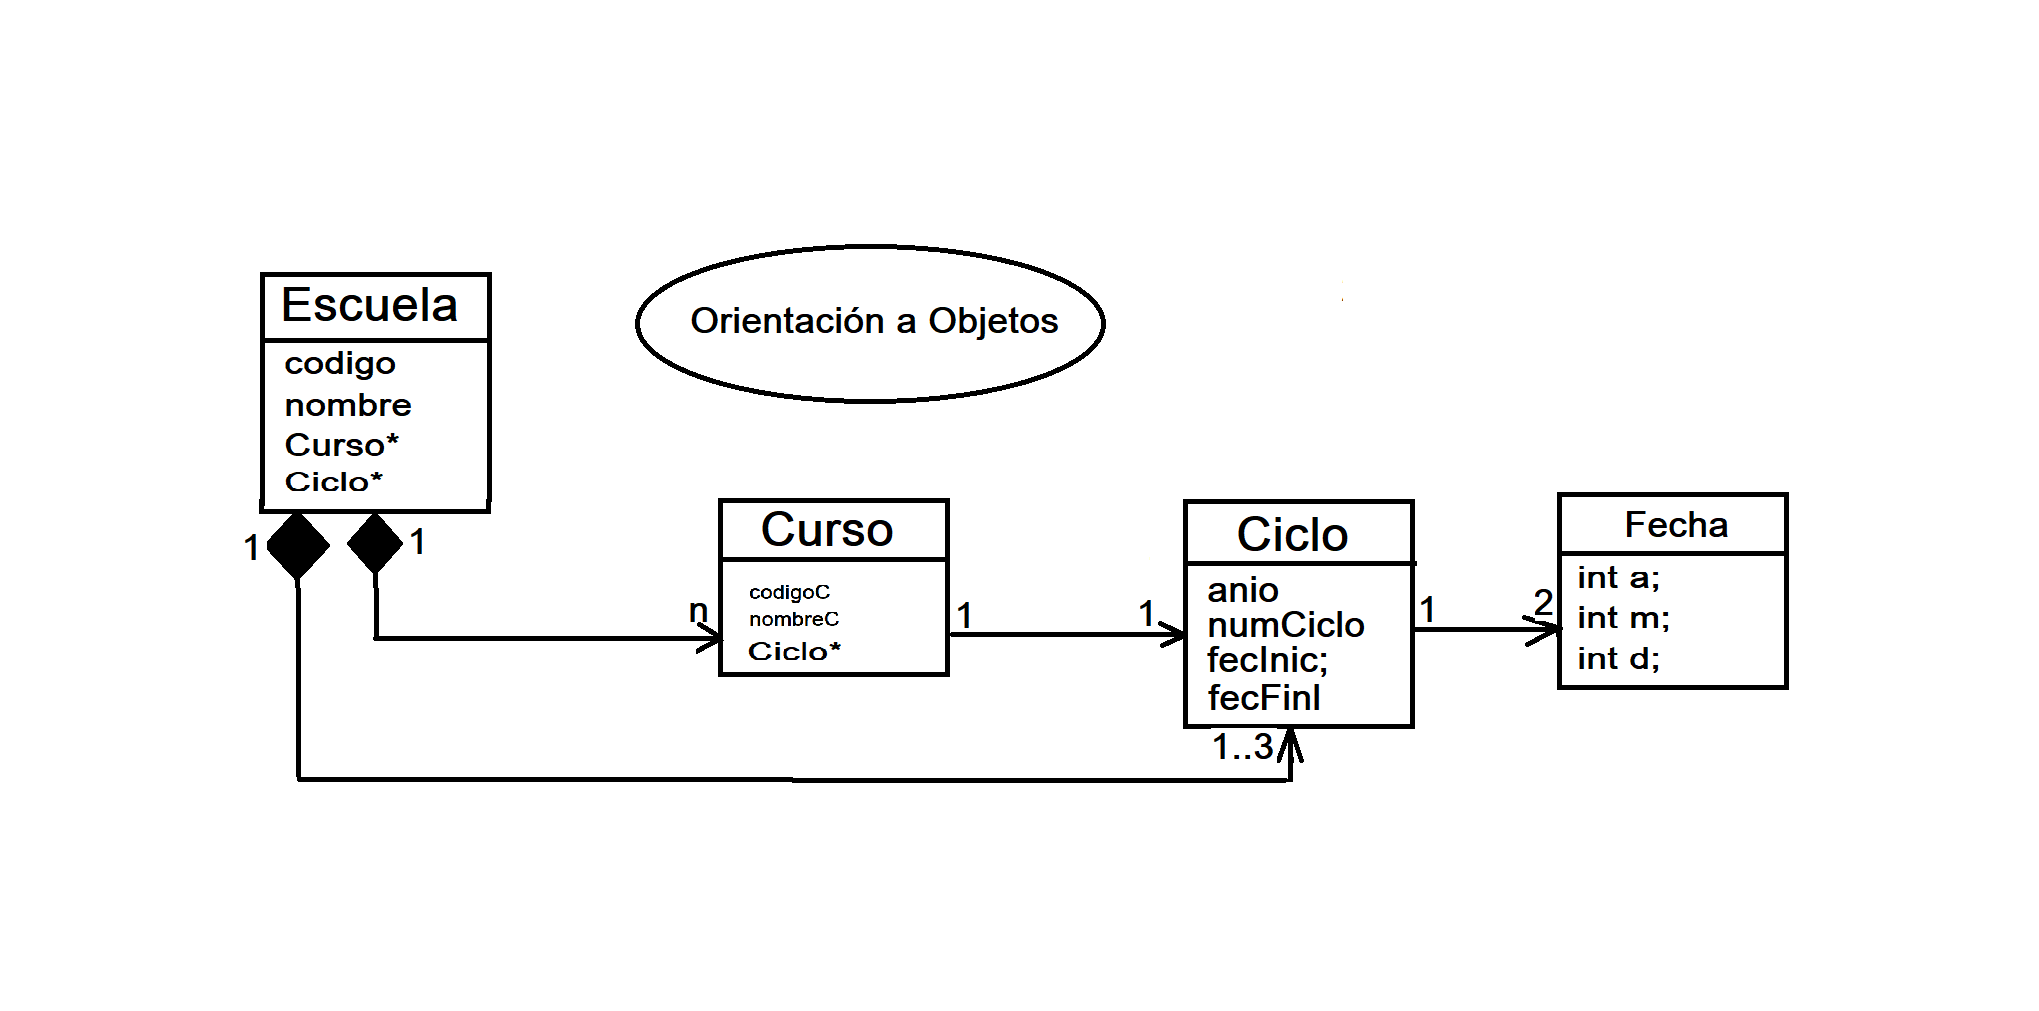 Escuela
codigo
nombre
Curso*
Ciclo*
1
1
Orientación a Objetos
n
Curso
codigoC
nombreC
Ciclo*
1
1
Ciclo
anio
numCiclo
fecInic;
fecFinl
1..3
1
2
Fecha
int a;
int m;
int d;